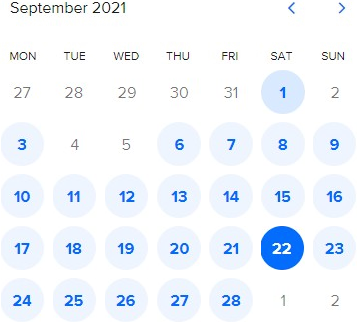 September 2021
MON TUE WED THU FRI SAT SUN
27 28 29 30 31 1 2
3 4 5 6 7 8 9
10 11 12 13 14 15 16
17 18 19 20 21 22 23
24 25 26 27 28 1 2